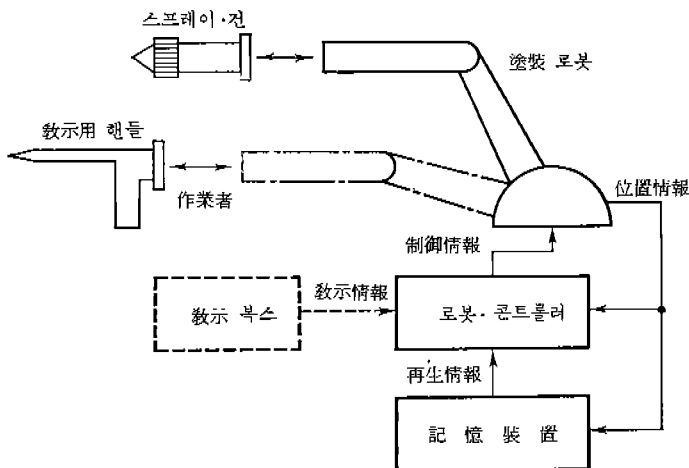 스프레이·건
塗裝 로봇
敎示用 핸들
作業者
位置情報
制御情報
敎示 복스
敎示情報
로봇·콘트롤러
再生情報
記憶裝置